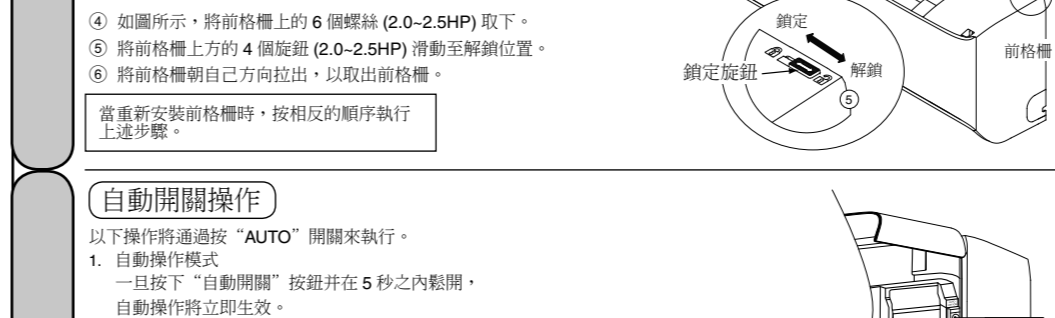 ④ 如圖所示，將前格柵上的 6 個螺絲 (2.0~2.5HP) 取下。
⑤ 將前格柵上方的 4 個旋鈕 (2.0~2.5HP) 滑動至解鎖位置。
⑥ 將前格柵朝自己方向拉出，以取出前格柵。
當重新安裝前格柵時，按相反的順序執行
上述步驟。
鎖定
鎖定旋鈕
解鎖
⑤
前格柵
自動開關操作
以下操作將通過按“AUTO”開關來執行。
1. 自動操作模式
一旦按下“自動開關”按鈕并在 5 秒之內鬆開，
自動操作將立即生效。